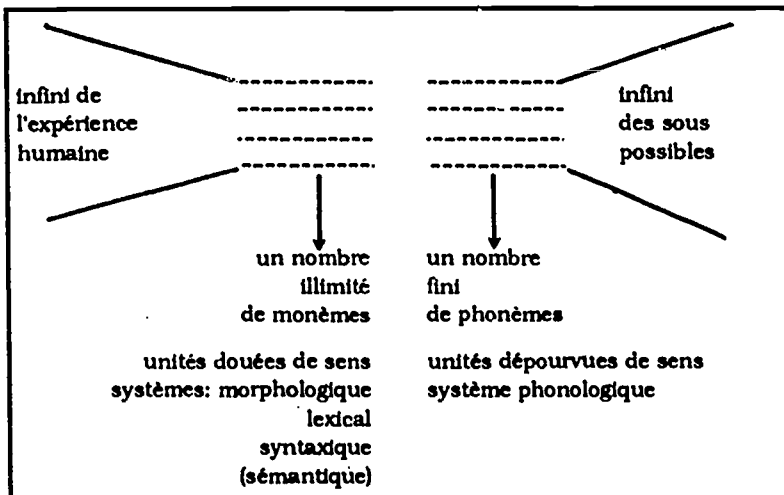 infini de
l'expérience
humaine
infini
des sous
possibles
un nombre
illimité
de monèmes
un nombre
fini
de phonèmes
unités douées de sens
systèmes: morphologique
lexical
syntaxique
(sémantique)
unités dépourvues de sens
système phonologique